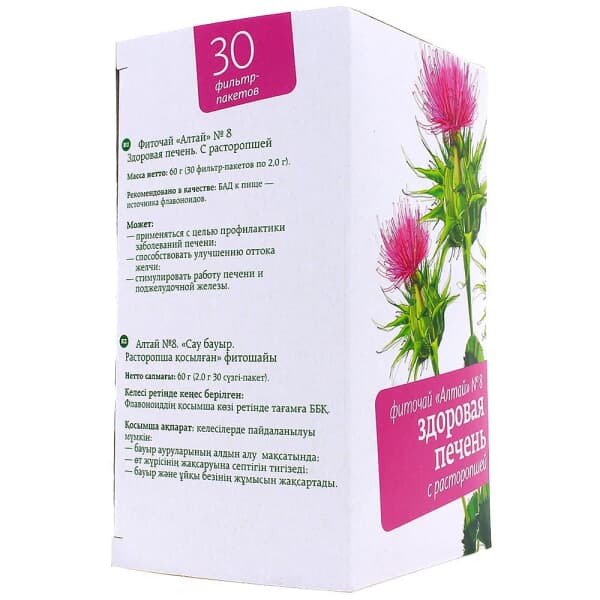 30
фильтр-
пакетов
RU
Фиточай «Алтай» № 8
Здоровая печень. С расторопшей
Масса нетто: 60 г (30 фильтр-пакетов по 2,0 г).
Рекомендовано в качестве: БАД к пище —
источника флавоноидов.
Может:
— применяться с целью профилактики
заболеваний печени;
— способствовать улучшению оттока
желчи;
— стимулировать работу печени и
поджелудочной железы.
KZ
Алтай №8. «Сау бауыр.
Расторопша қосылған» фитошайы
Нетто салмағы: 60 г (2.0 г 30 сүзгі-пакет).
Келесі ретінде кеңес берілген:
Флавоноиддің қосымша көзі ретінде тағамға ББҚ.
Қосымша ақпарат: келесілерде пайдаланылуы
мүмкін:
— бауыр ауруларының алдын алу мақсатында;
— өт жүрісінің жақсаруына септігін тигізеді;
— бауыр және ұйқы безінің жұмысын жақсартады.
фиточай «Алтай» № 8
здоровая
печень
с расторопшей